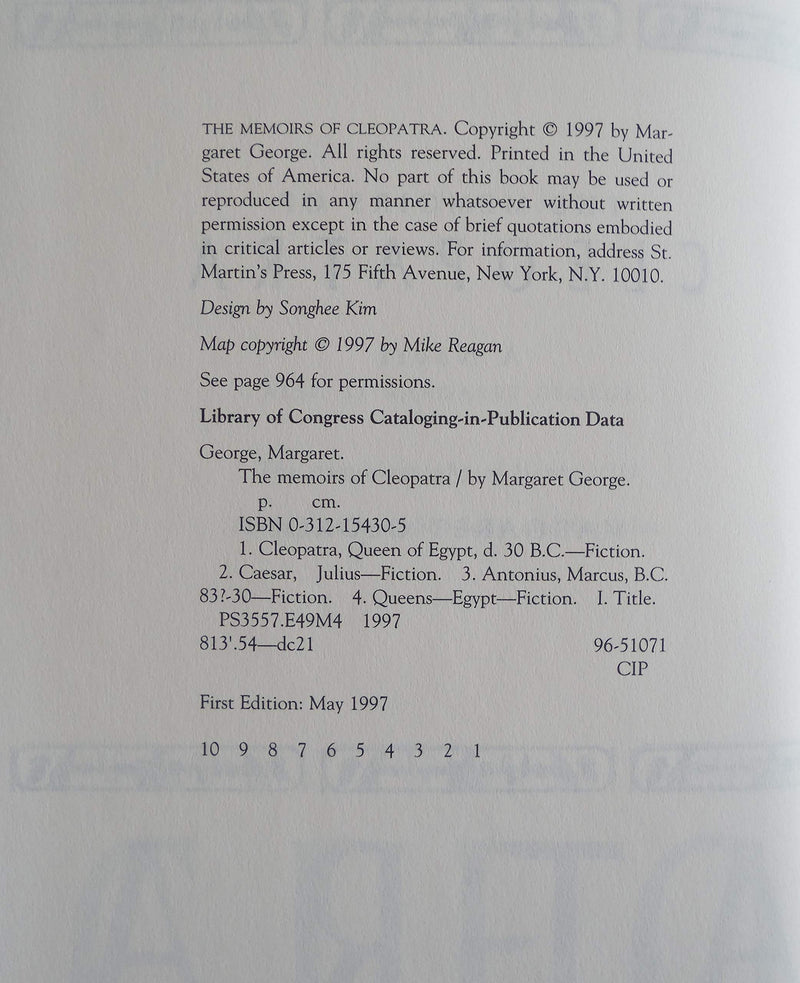 THE MEMOIRS OF CLEOPATRA. Copyright © 1997 by Mar-
garet George. All rights reserved. Printed in the United
States of America. No part of this book may be used or
reproduced in any manner whatsoever without written
permission except in the case of brief quotations embodied
in critical articles or reviews. For information, address St.
Martin's Press, 175 Fifth Avenue, New York, N.Y. 10010.
Design by Songhee Kim
Map copyright © 1997 by Mike Reagan
See page 964 for permissions.
Library of Congress Cataloging-in-Publication Data
George, Margaret.
The memoirs of Cleopatra / by Margaret George.
p. cm.
ISBN 0-312-15430-5
1. Cleopatra, Queen of Egypt, d. 30 B.C.—Fiction.
2. Caesar, Julius—Fiction. 3. Antonius, Marcus, B.C.
83?-30—Fiction. 4. Queens—Egypt—Fiction. I. Title.
PS3557.E49M4 1997
813'.54—dc21 96-51071
CIP
First Edition: May 1997
10 9 8 7 6 5 4 3 2 1